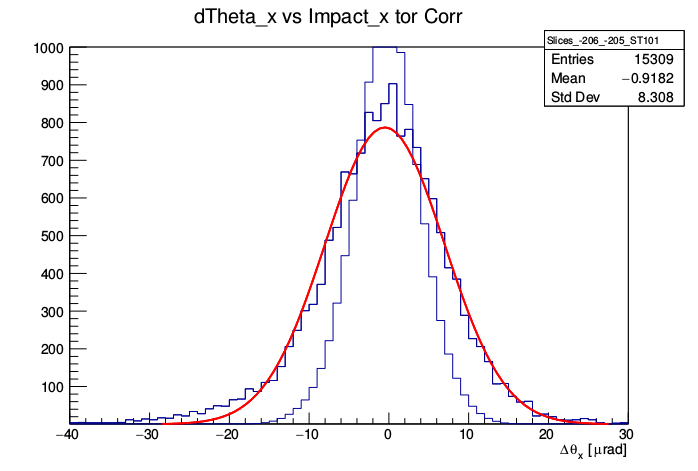 dTheta_x vs Impact_x tor Corr
Slices_-206_-205_ST101
Entries 15309
Mean −0.9182
Std Dev 8.308
1000
900
800
700
600
500
400
300
200
100
−40 −30 −20 −10 0 10 20 30
Δθx [μrad]